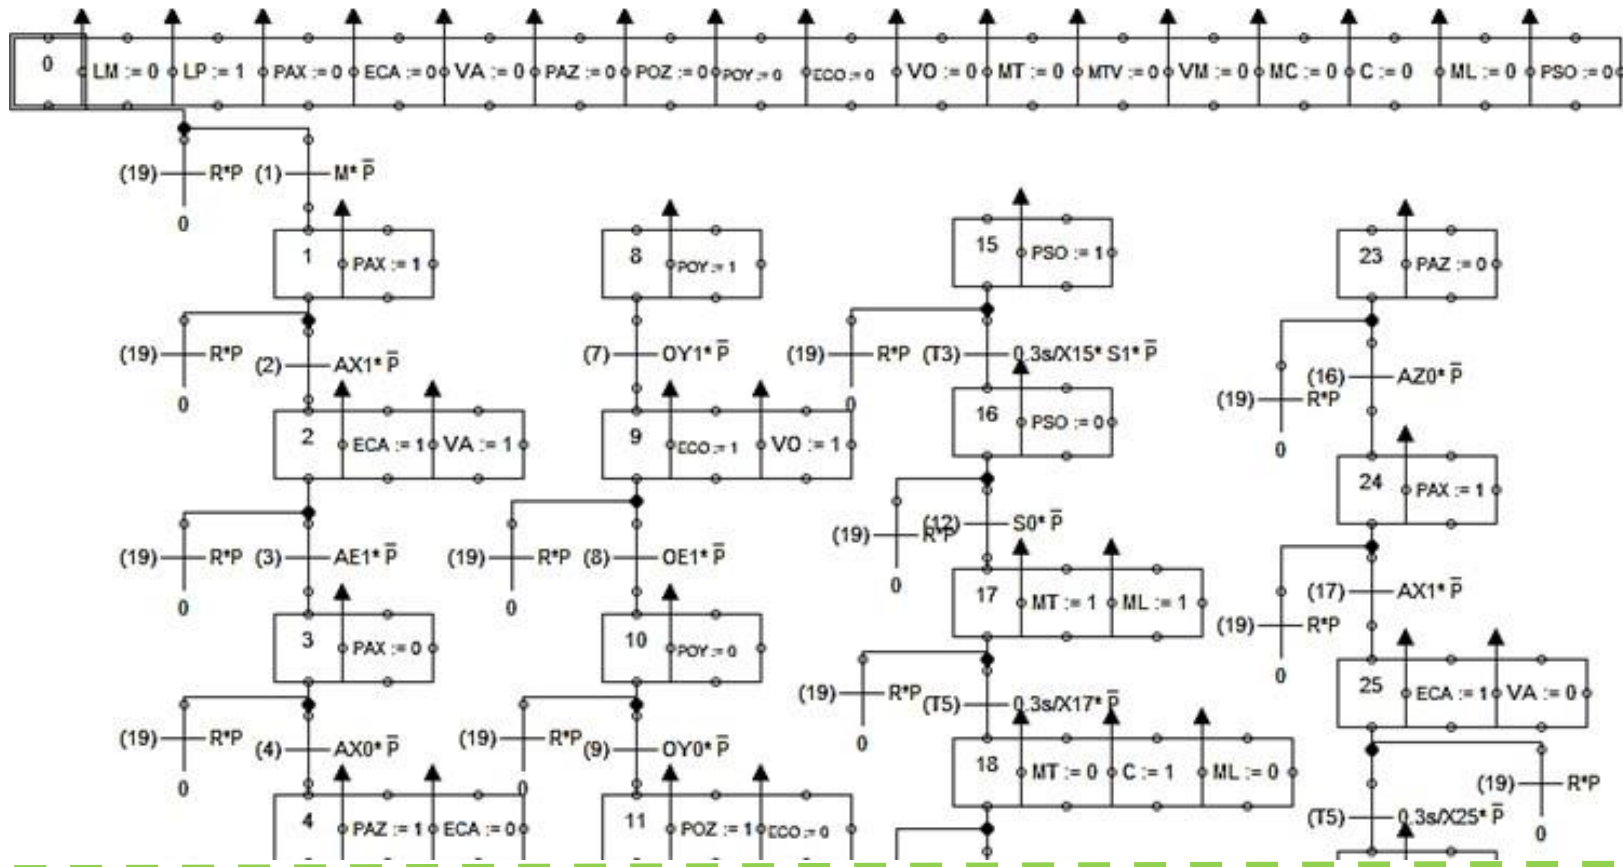 0 LM := 0 LP := 1 PAX := 0 ECA := 0 VA := 0 PAZ := 0 POZ := 0 POY := 0 ECO := 0 VO := 0 MT := 0 MTV := 0 VM := 0 MC := 0 C := 0 ML := 0 PSO := 0
(19) R*P (1) M* P̅
0
1 PAX := 1
(19) R*P (2) AX1* P̅
0
2 ECA := 1 VA := 1
(19) R*P (3) AE1* P̅
0
3 PAX := 0
(19) R*P (4) AX0* P̅
0
4 PAZ := 1 ECA := 0
8 POY := 1
(7) OY1* P̅
9 ECO := 1 VO := 1
(19) R*P (8) OE1* P̅
0
10 POY := 0
(19) R*P (9) OY0* P̅
0
11 POZ := 1 ECO := 0
15 PSO := 1
(19) R*P (T3) 0.3s/X15* S1* P̅
0
16 PSO := 0
(19) R*P (12) S0* P̅
0
17 MT := 1 ML := 1
(19) R*P (T5) 0.3s/X17* P̅
0
18 MT := 0 C := 1 ML := 0
23 PAZ := 0
(16) AZ0* P̅
(19) R*P
0
24 PAX := 1
(17) AX1* P̅
(19) R*P
0
25 ECA := 1 VA := 0
(19) R*P
(T5) 0.3s/X25* P̅
0